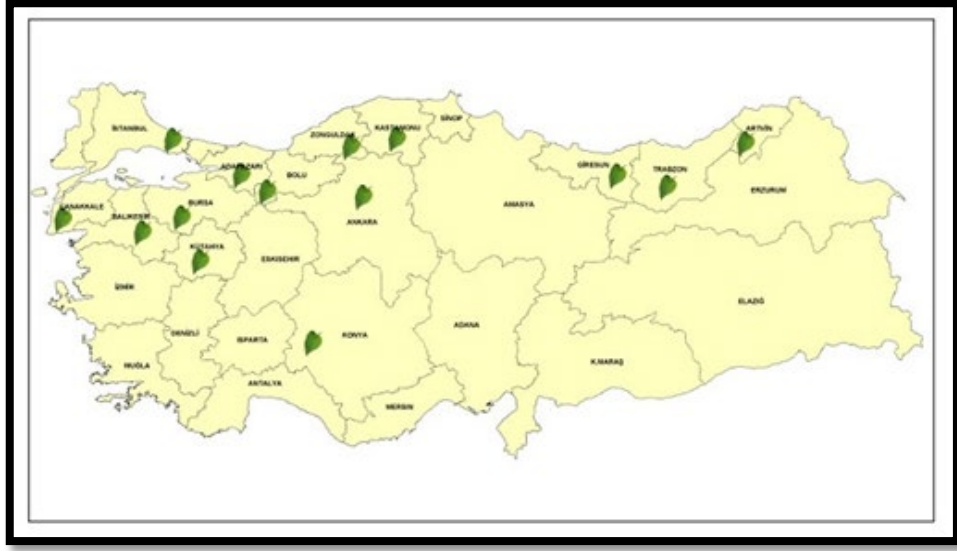 SİNOP
İSTANBUL
ZONGULDAK
KASTAMONU
ARTVİN
ADAPAZARI
BOLU
GİRESUN
TRABZON
ERZURUM
ÇANAKKALE
BALIKESİR
BURSA
AMASYA
ANKARA
KÜTAHYA
ESKİSEHİR
İZMİR
ELAZIĞ
DENİZLİ
ISPARTA
KONYA
ADANA
MUĞLA
K.MARAŞ
ANTALYA
MERSİN